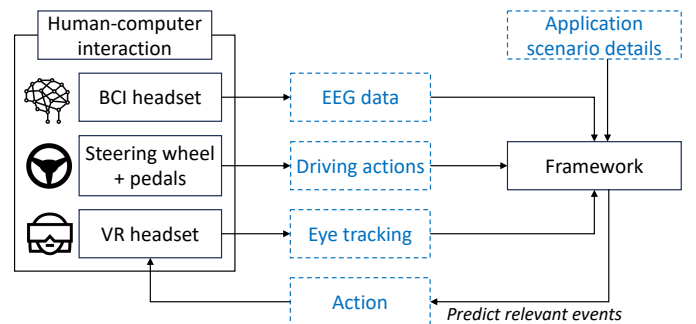 Human-computer
interaction
Application
scenario details
BCI headset
EEG data
Steering wheel
+ pedals
Driving actions
Framework
VR headset
Eye tracking
Action
Predict relevant events